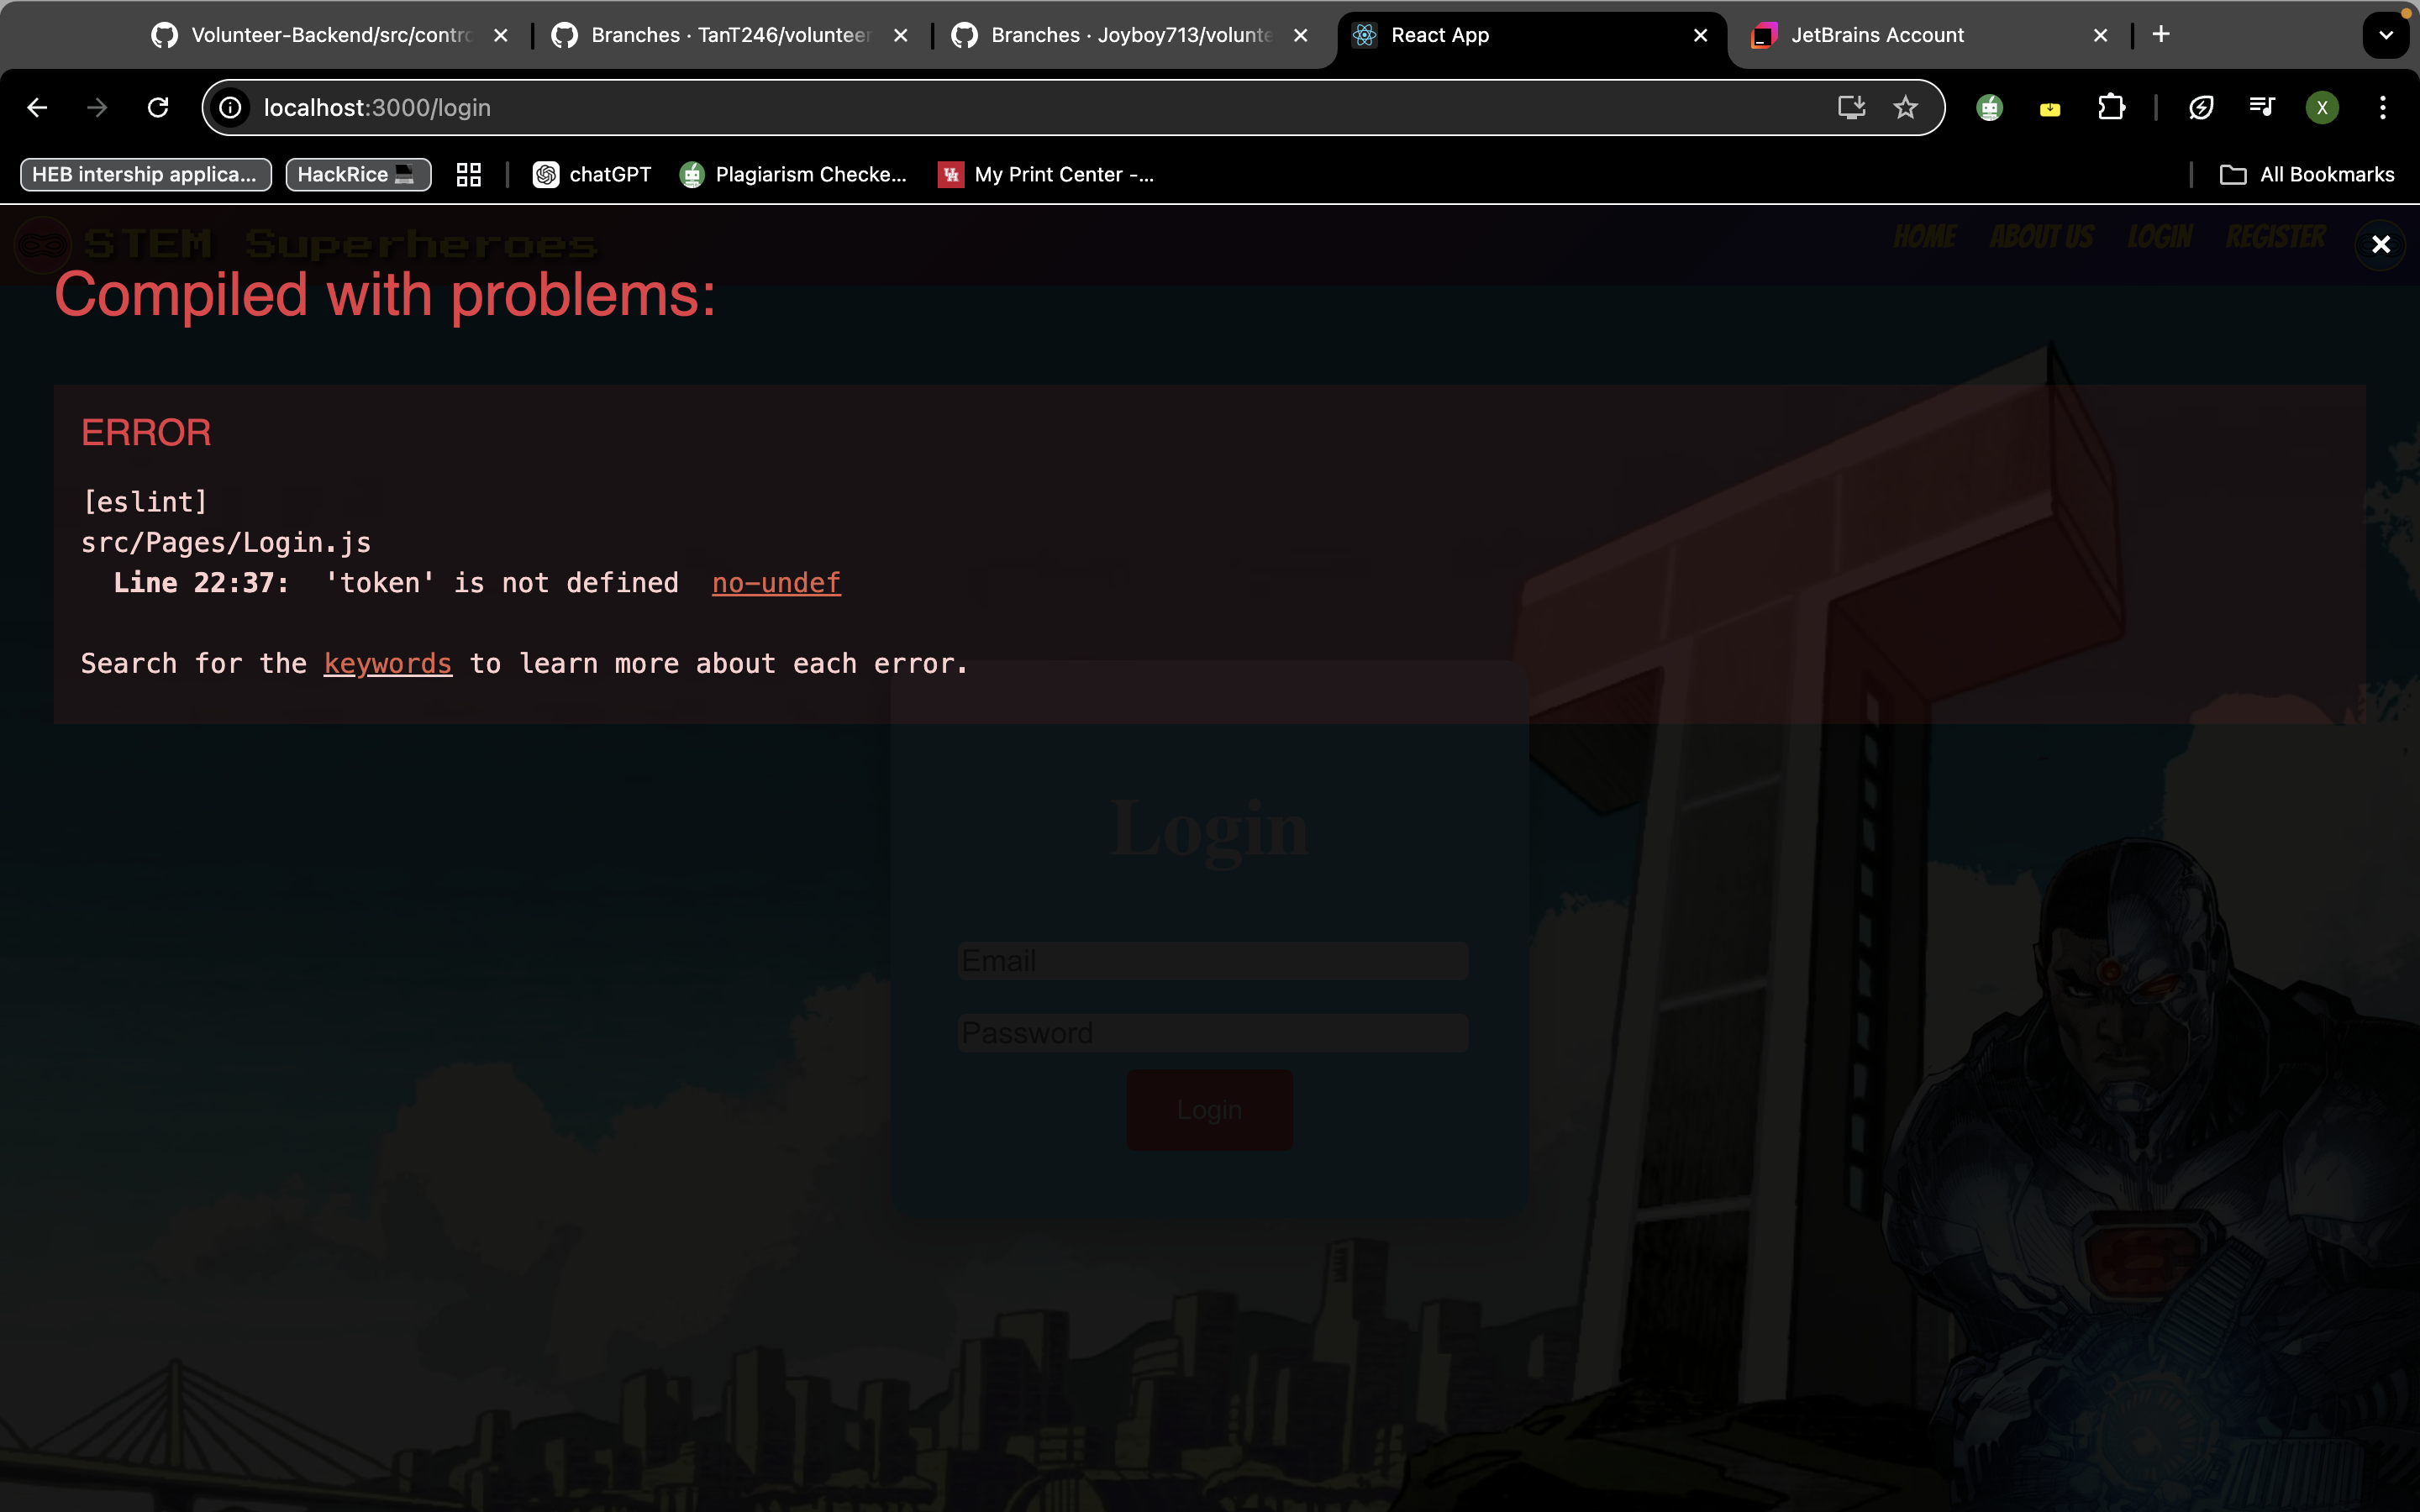 Volunteer-Backend/src/contro
Branches · TanT246/volunteer
Branches · Joyboy713/volunte
React App
JetBrains Account
localhost:3000/login
X
HEB intership applica...
HackRice
chatGPT
Plagiarism Checke...
My Print Center -...
All Bookmarks
STEM Superheroes
HOME
ABOUT US
LOGIN
REGISTER
Compiled with problems:
ERROR
[eslint]
src/Pages/Login.js
Line 22:37: 'token' is not defined no-undef
Search for the keywords to learn more about each error.
Login
Email
Password
Login